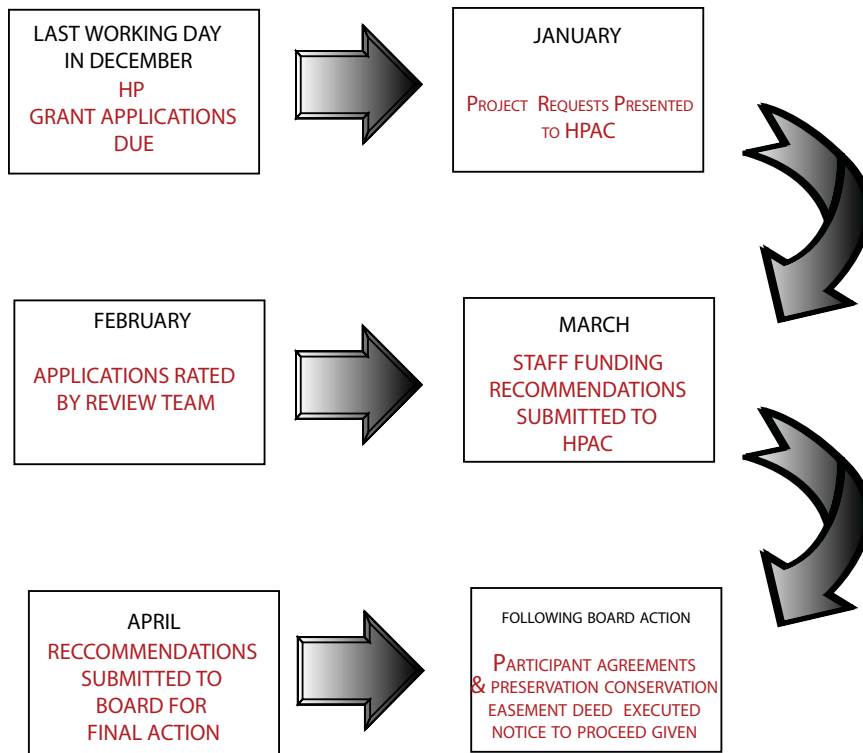 LAST WORKING DAY
IN DECEMBER
HP
GRANT APPLICATIONS
DUE
JANUARY
PROJECT REQUESTS PRESENTED
TO HPAC
FEBRUARY
APPLICATIONS RATED
BY REVIEW TEAM
MARCH
STAFF FUNDING
RECOMMENDATIONS
SUBMITTED TO
HPAC
APRIL
RECCOMMENDATIONS
SUBMITTED TO
BOARD FOR
FINAL ACTION
FOLLOWING BOARD ACTION
PARTICIPANT AGREEMENTS
& PRESERVATION CONSERVATION
EASEMENT DEED EXECUTED
NOTICE TO PROCEED GIVEN